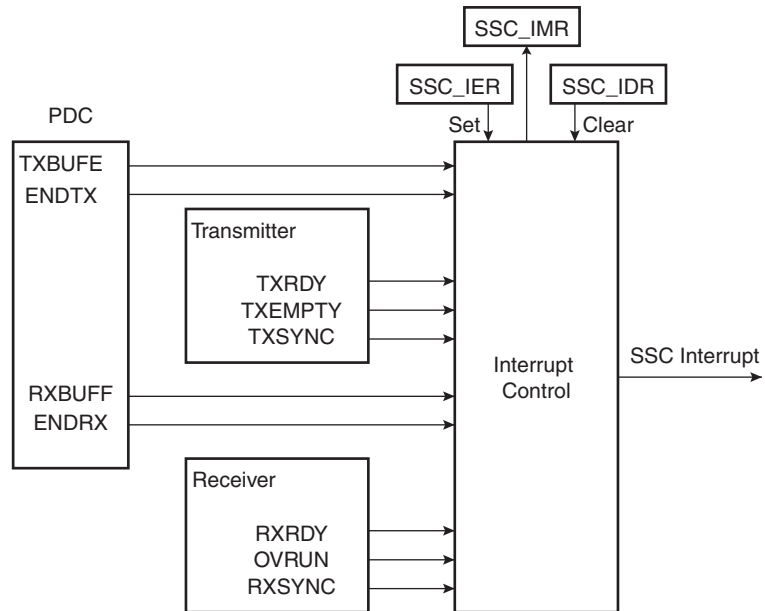 SSC_IMR
SSC_IER
SSC_IDR
Set
Clear
PDC
TXBUFE
ENDTX
Transmitter
TXRDY
TXEMPTY
TXSYNC
RXBUFF
ENDRX
Receiver
RXRDY
OVRUN
RXSYNC
Interrupt
Control
SSC Interrupt